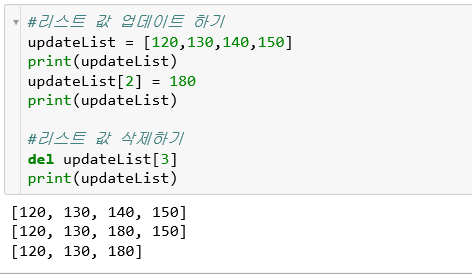 #리스트 값 업데이트 하기
updateList = [120,130,140,150]
print(updateList)
updateList[2] = 180
print(updateList)
#리스트 값 삭제하기
del updateList[3]
print(updateList)
[120, 130, 140, 150]
[120, 130, 180, 150]
[120, 130, 180]